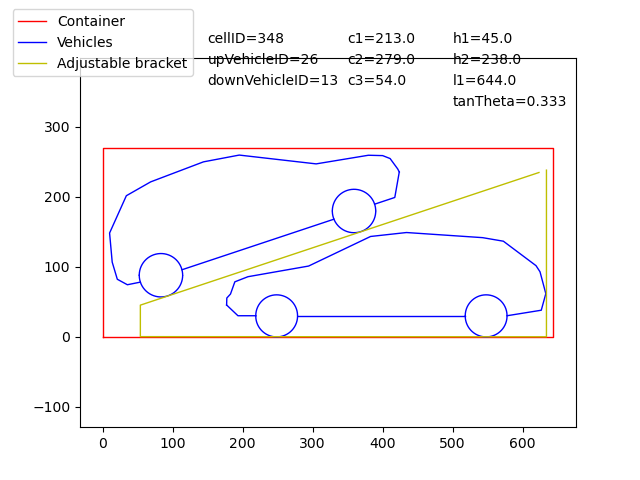 Container
Vehicles
Adjustable bracket
cellID=348 c1=213.0 h1=45.0
upVehicleID=26 c2=279.0 h2=238.0
downVehicleID=13 c3=54.0 l1=644.0
tanTheta=0.333
300
200
100
0
−100
0 100 200 300 400 500 600